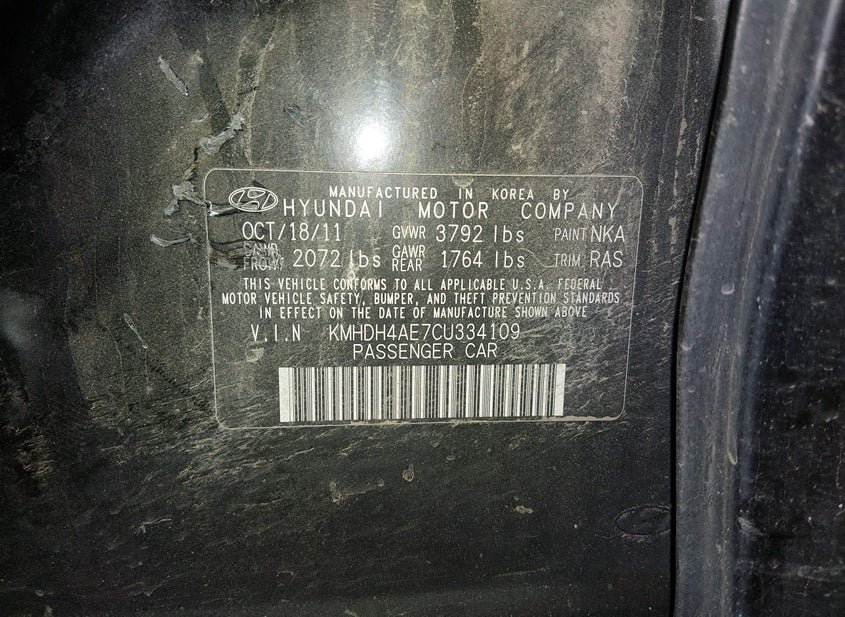 MANUFACTURED IN KOREA BY
HYUNDAI MOTOR COMPANY
OCT/18/11 GVWR 3792 lbs PAINT NKA
GAWR FRONT 2072 lbs GAWR REAR 1764 lbs TRIM RAS
THIS VEHICLE CONFORMS TO ALL APPLICABLE U.S.A. FEDERAL
MOTOR VEHICLE SAFETY, BUMPER, AND THEFT PREVENTION STANDARDS
IN EFFECT ON THE DATE OF MANUFACTURE SHOWN ABOVE
V.I.N KMHDH4AE7CU334109
PASSENGER CAR